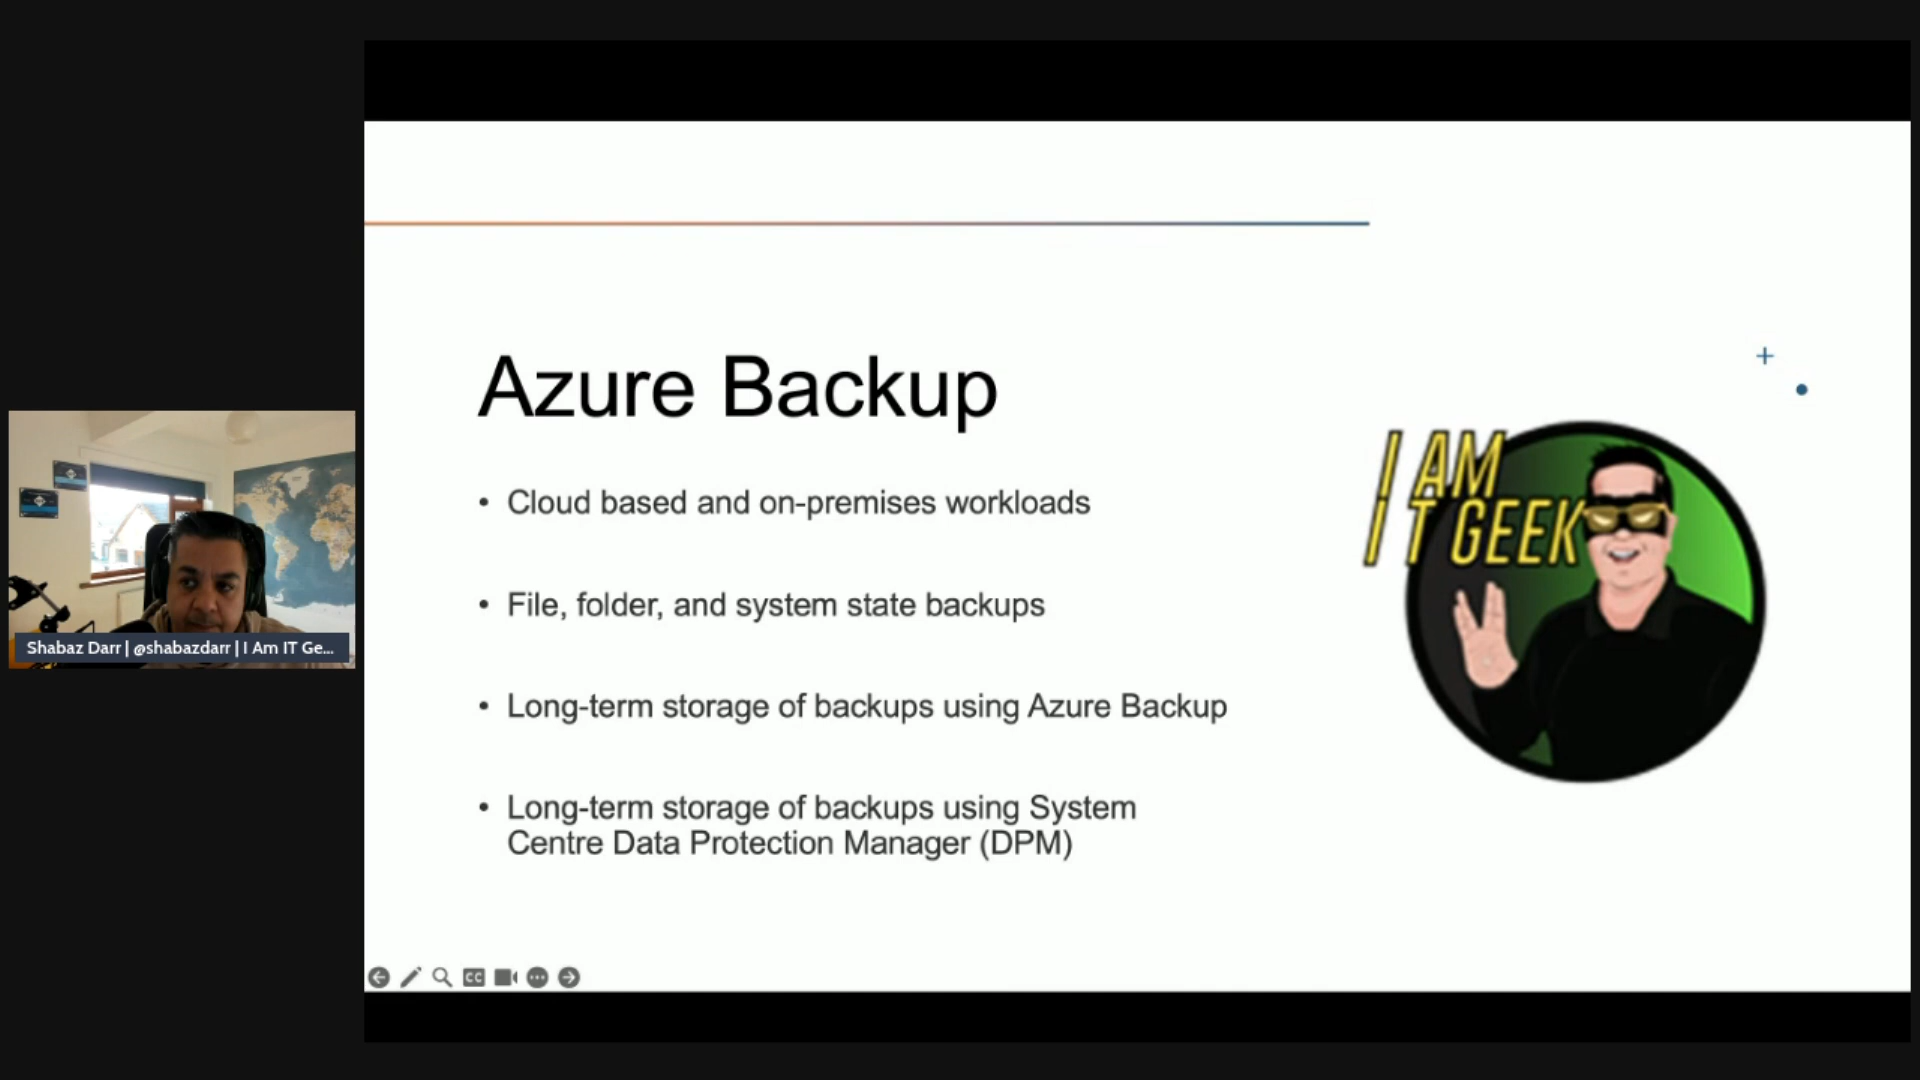 Azure Backup
• Cloud based and on-premises workloads
• File, folder, and system state backups
• Long-term storage of backups using Azure Backup
• Long-term storage of backups using System
Centre Data Protection Manager (DPM)
I AM
IT GEEK
Shabaz Darr | @shabazdarr | I Am IT Ge...
CC